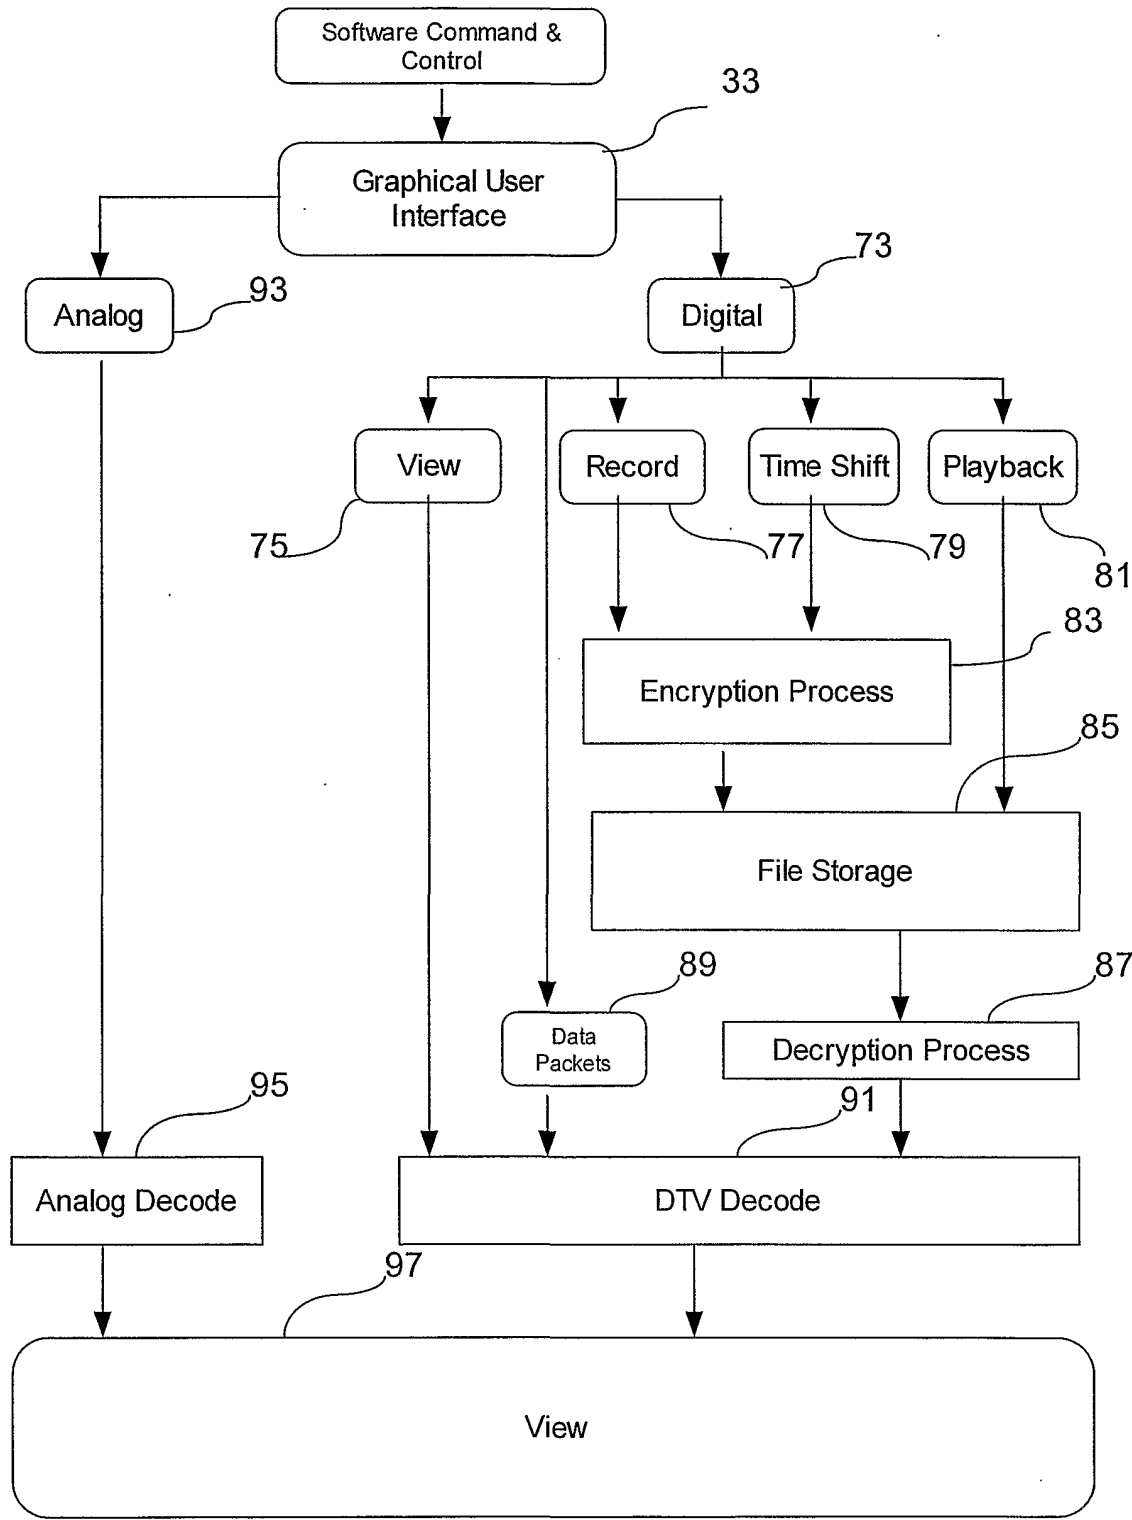 Software Command &
Control
33
Graphical User
Interface
73
93
Analog
Digital
View
Record
Time Shift
Playback
75
77
79
81
83
Encryption Process
85
File Storage
89
87
Data
Packets
Decryption Process
95
91
Analog Decode
DTV Decode
97
View